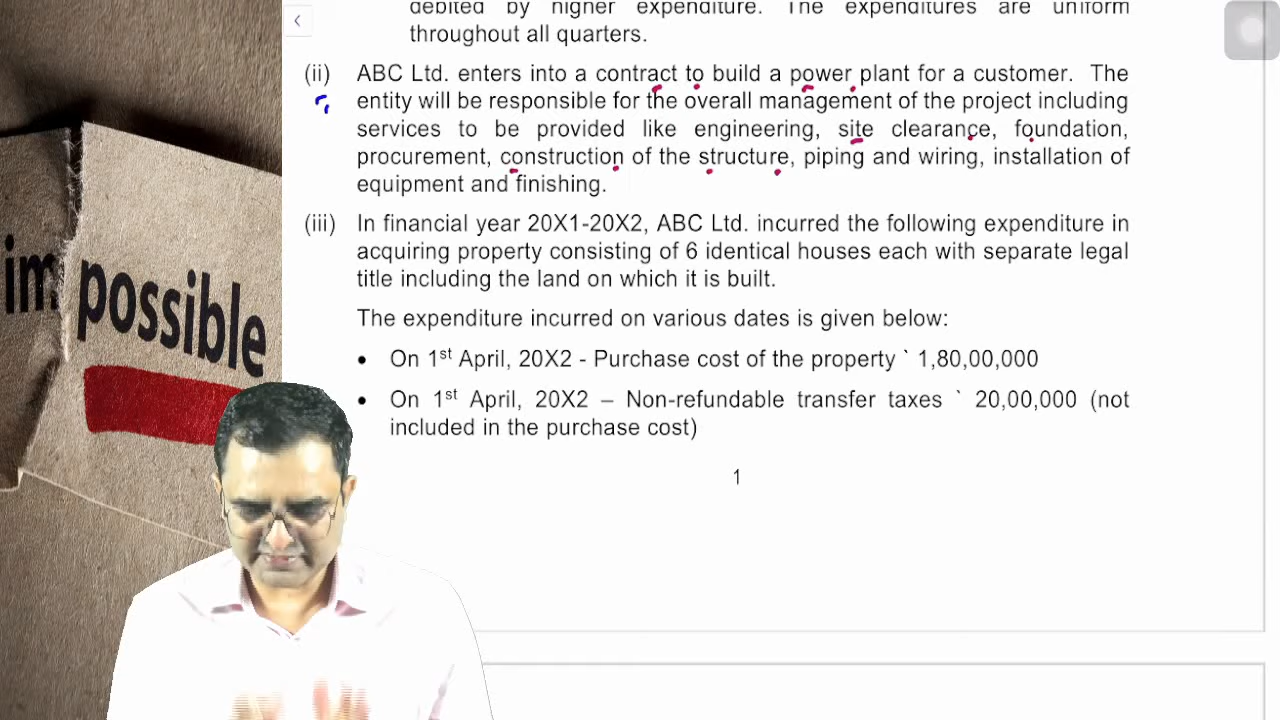 debited by higher expenditure. The expenditures are uniform
throughout all quarters.
(ii) ABC Ltd. enters into a contract to build a power plant for a customer. The
entity will be responsible for the overall management of the project including
services to be provided like engineering, site clearance, foundation,
procurement, construction of the structure, piping and wiring, installation of
equipment and finishing.
(iii) In financial year 20X1-20X2, ABC Ltd. incurred the following expenditure in
acquiring property consisting of 6 identical houses each with separate legal
title including the land on which it is built.
The expenditure incurred on various dates is given below:
• On 1st April, 20X2 - Purchase cost of the property ` 1,80,00,000
• On 1st April, 20X2 – Non-refundable transfer taxes ` 20,00,000 (not
included in the purchase cost)
1
im possible